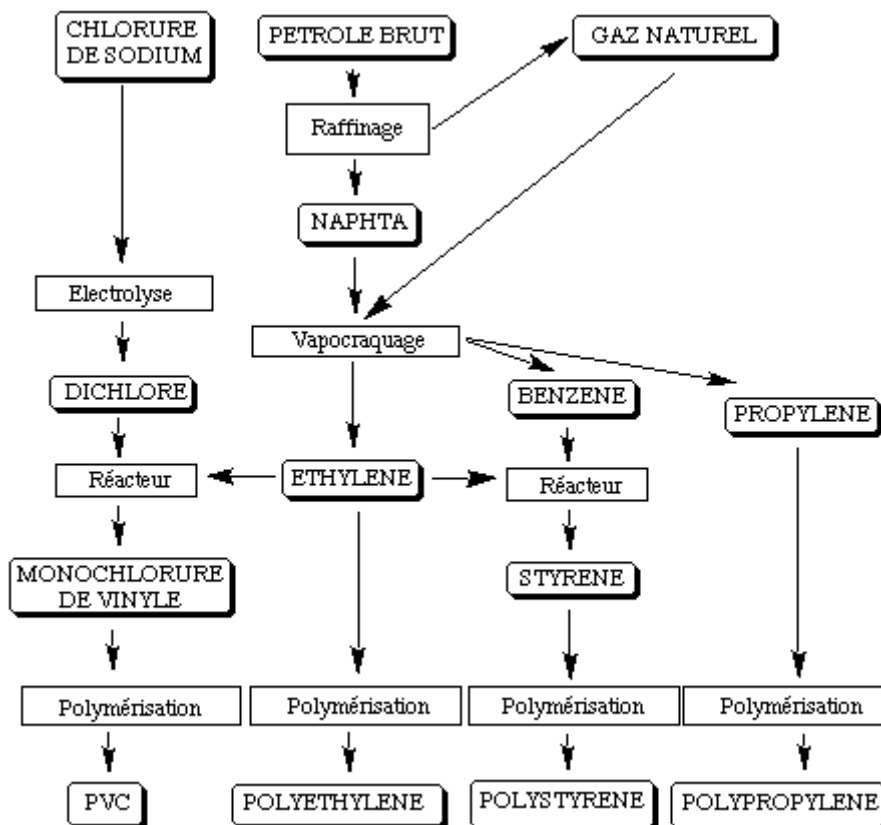 CHLORURE
DE SODIUM
PETROLE BRUT
GAZ NATUREL
Raffinage
NAPHTA
Electrolyse
Vapocraquage
DICHLORE
BENZENE
PROPYLENE
Réacteur
ETHYLENE
Réacteur
MONOCHLORURE
DE VINYLE
STYRENE
Polymérisation
Polymérisation
Polymérisation
Polymérisation
PVC
POLYETHYLENE
POLYSTYRENE
POLYPROPYLENE